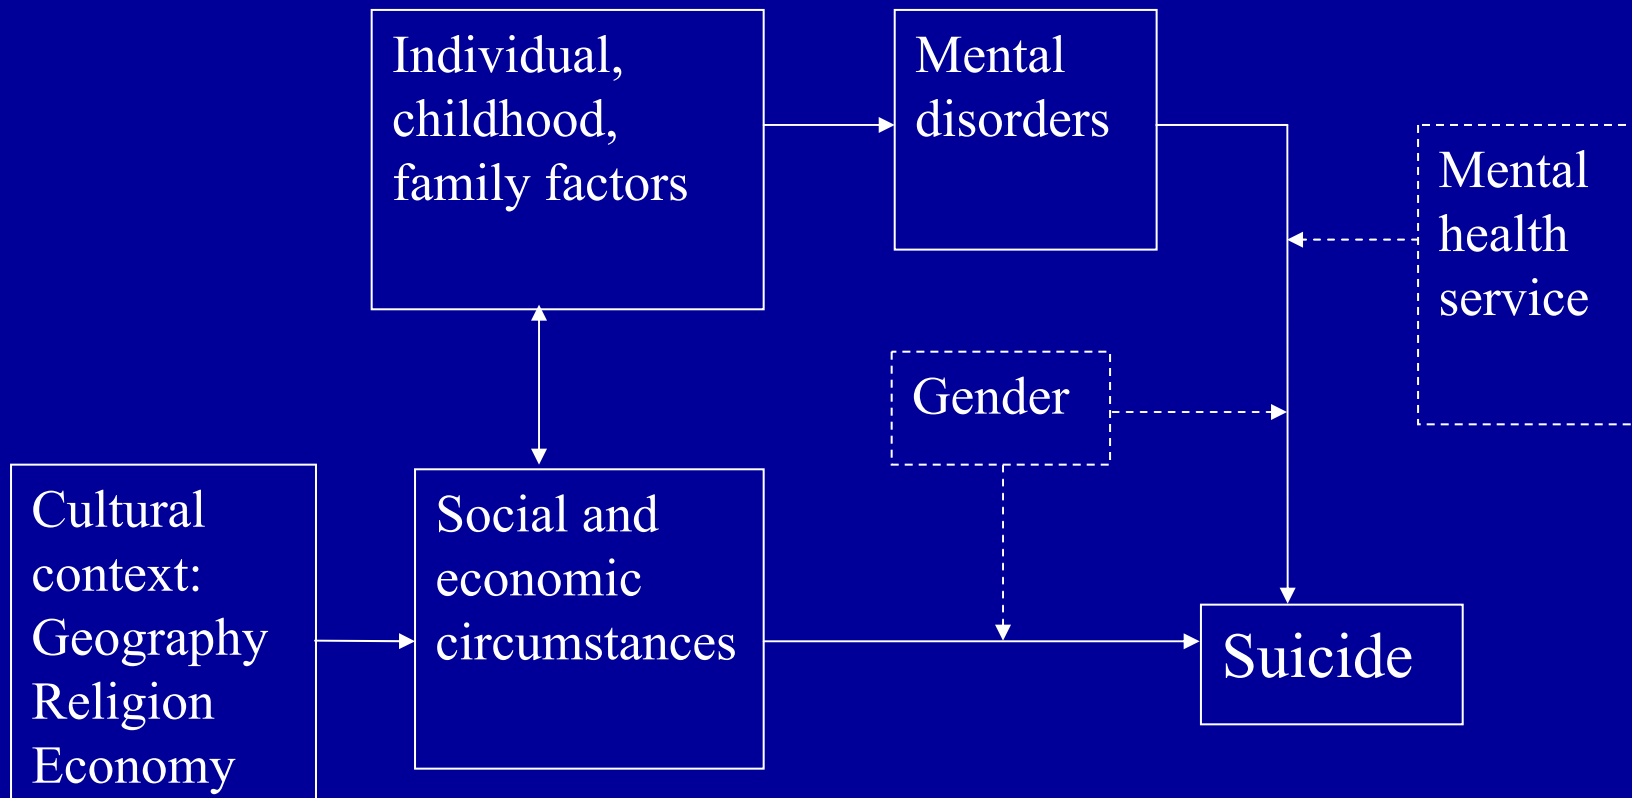 Individual,
childhood,
family factors
Mental
disorders
Mental
health
service
Gender
Cultural
context:
Geography
Religion
Economy
Social and
economic
circumstances
Suicide